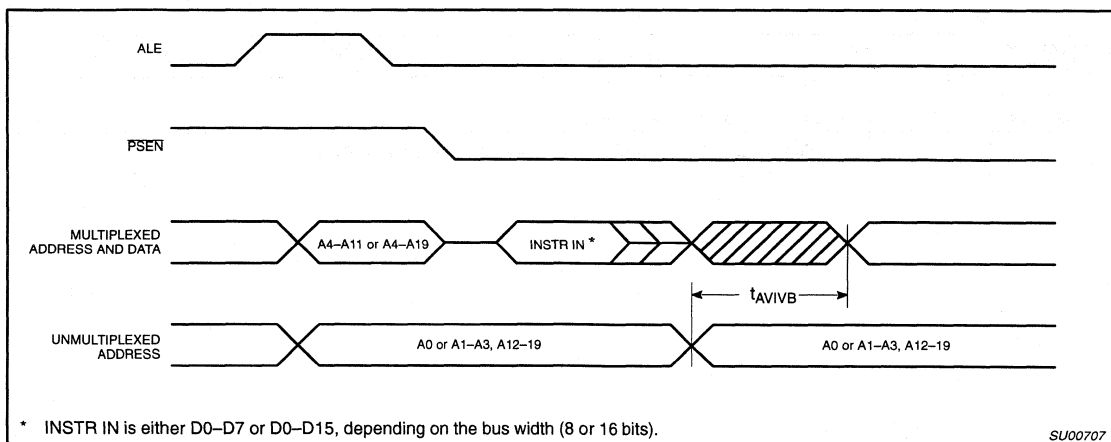 ALE
PSEN
MULTIPLEXED
ADDRESS AND DATA
A4–A11 or A4–A19
INSTR IN *
tAVIVB
UNMULTIPLEXED
ADDRESS
A0 or A1–A3, A12–19
A0 or A1–A3, A12–19
* INSTR IN is either D0–D7 or D0–D15, depending on the bus width (8 or 16 bits).
SU00707